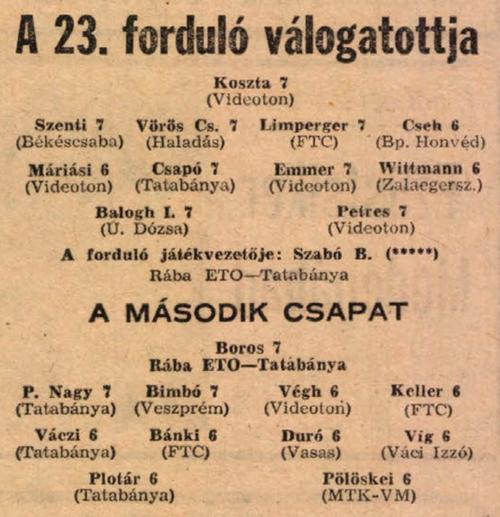 A 23. forduló válogatottja
Koszta 7
(Videoton)
Szenti 7 Vörös Cs. 7 Limperger 7 Cseh 6
(Békéscsaba) (Haladás) (FTC) (Bp. Honvéd)
Máriási 6 Csapó 7 Emmer 7 Wittmann 6
(Videoton) (Tatabánya) (Videoton) (Zalaegersz.)
Balogh I. 7 Petres 7
(Ú. Dózsa) (Videoton)
A forduló játékvezetője: Szabó B. (*****)
Rába ETO—Tatabánya
A MÁSODIK CSAPAT
Boros 7
Rába ETO—Tatabánya
P. Nagy 7 Bimbó 7 Végh 6 Keller 6
(Tatabánya) (Veszprém) (Videoton) (FTC)
Váczi 6 Bánki 6 Duró 6 Víg 6
(Tatabánya) (FTC) (Vasas) (Váci Izzó)
Plotár 6 Pölöskei 6
(Tatabánya) (MTK-VM)